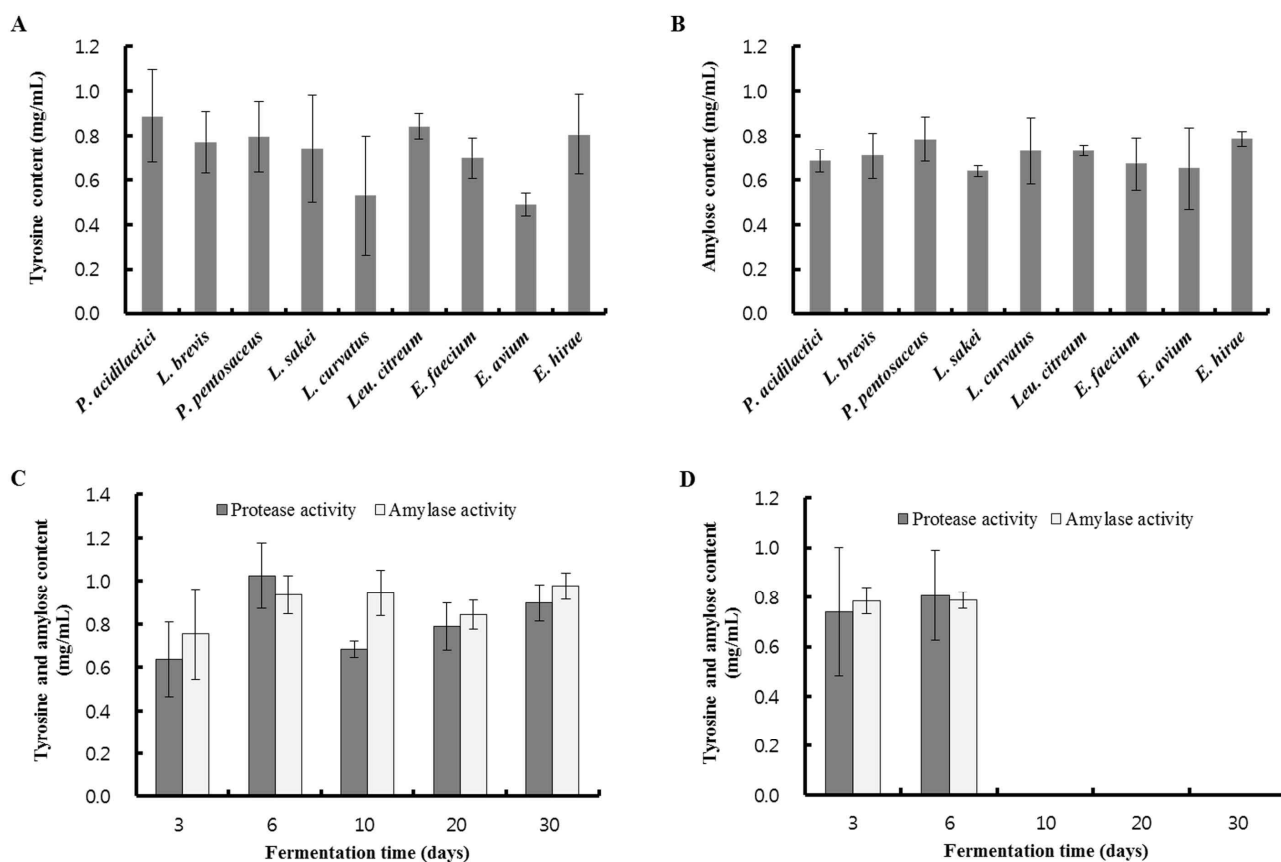 A
Tyrosine content (mg/mL)
1.2
1.0
0.8
0.6
0.4
0.2
0.0
P. acidilactici
L. brevis
P. pentosaceus
L. sakei
L. curvatus
Leu. citreum
E. faecium
E. avium
E. hirae
B
Amylose content (mg/mL)
1.2
1.0
0.8
0.6
0.4
0.2
0.0
P. acidilactici
L. brevis
P. pentosaceus
L. sakei
L. curvatus
Leu. citreum
E. faecium
E. avium
E. hirae
C
Tyrosine and amylose content
(mg/mL)
1.4
1.2
1.0
0.8
0.6
0.4
0.2
0.0
Protease activity
Amylase activity
3 6 10 20 30
Fermentation time (days)
D
Tyrosine and amylose content
(mg/mL)
1.2
1.0
0.8
0.6
0.4
0.2
0.0
Protease activity
Amylase activity
3 6 10 20 30
Fermentation time (days)